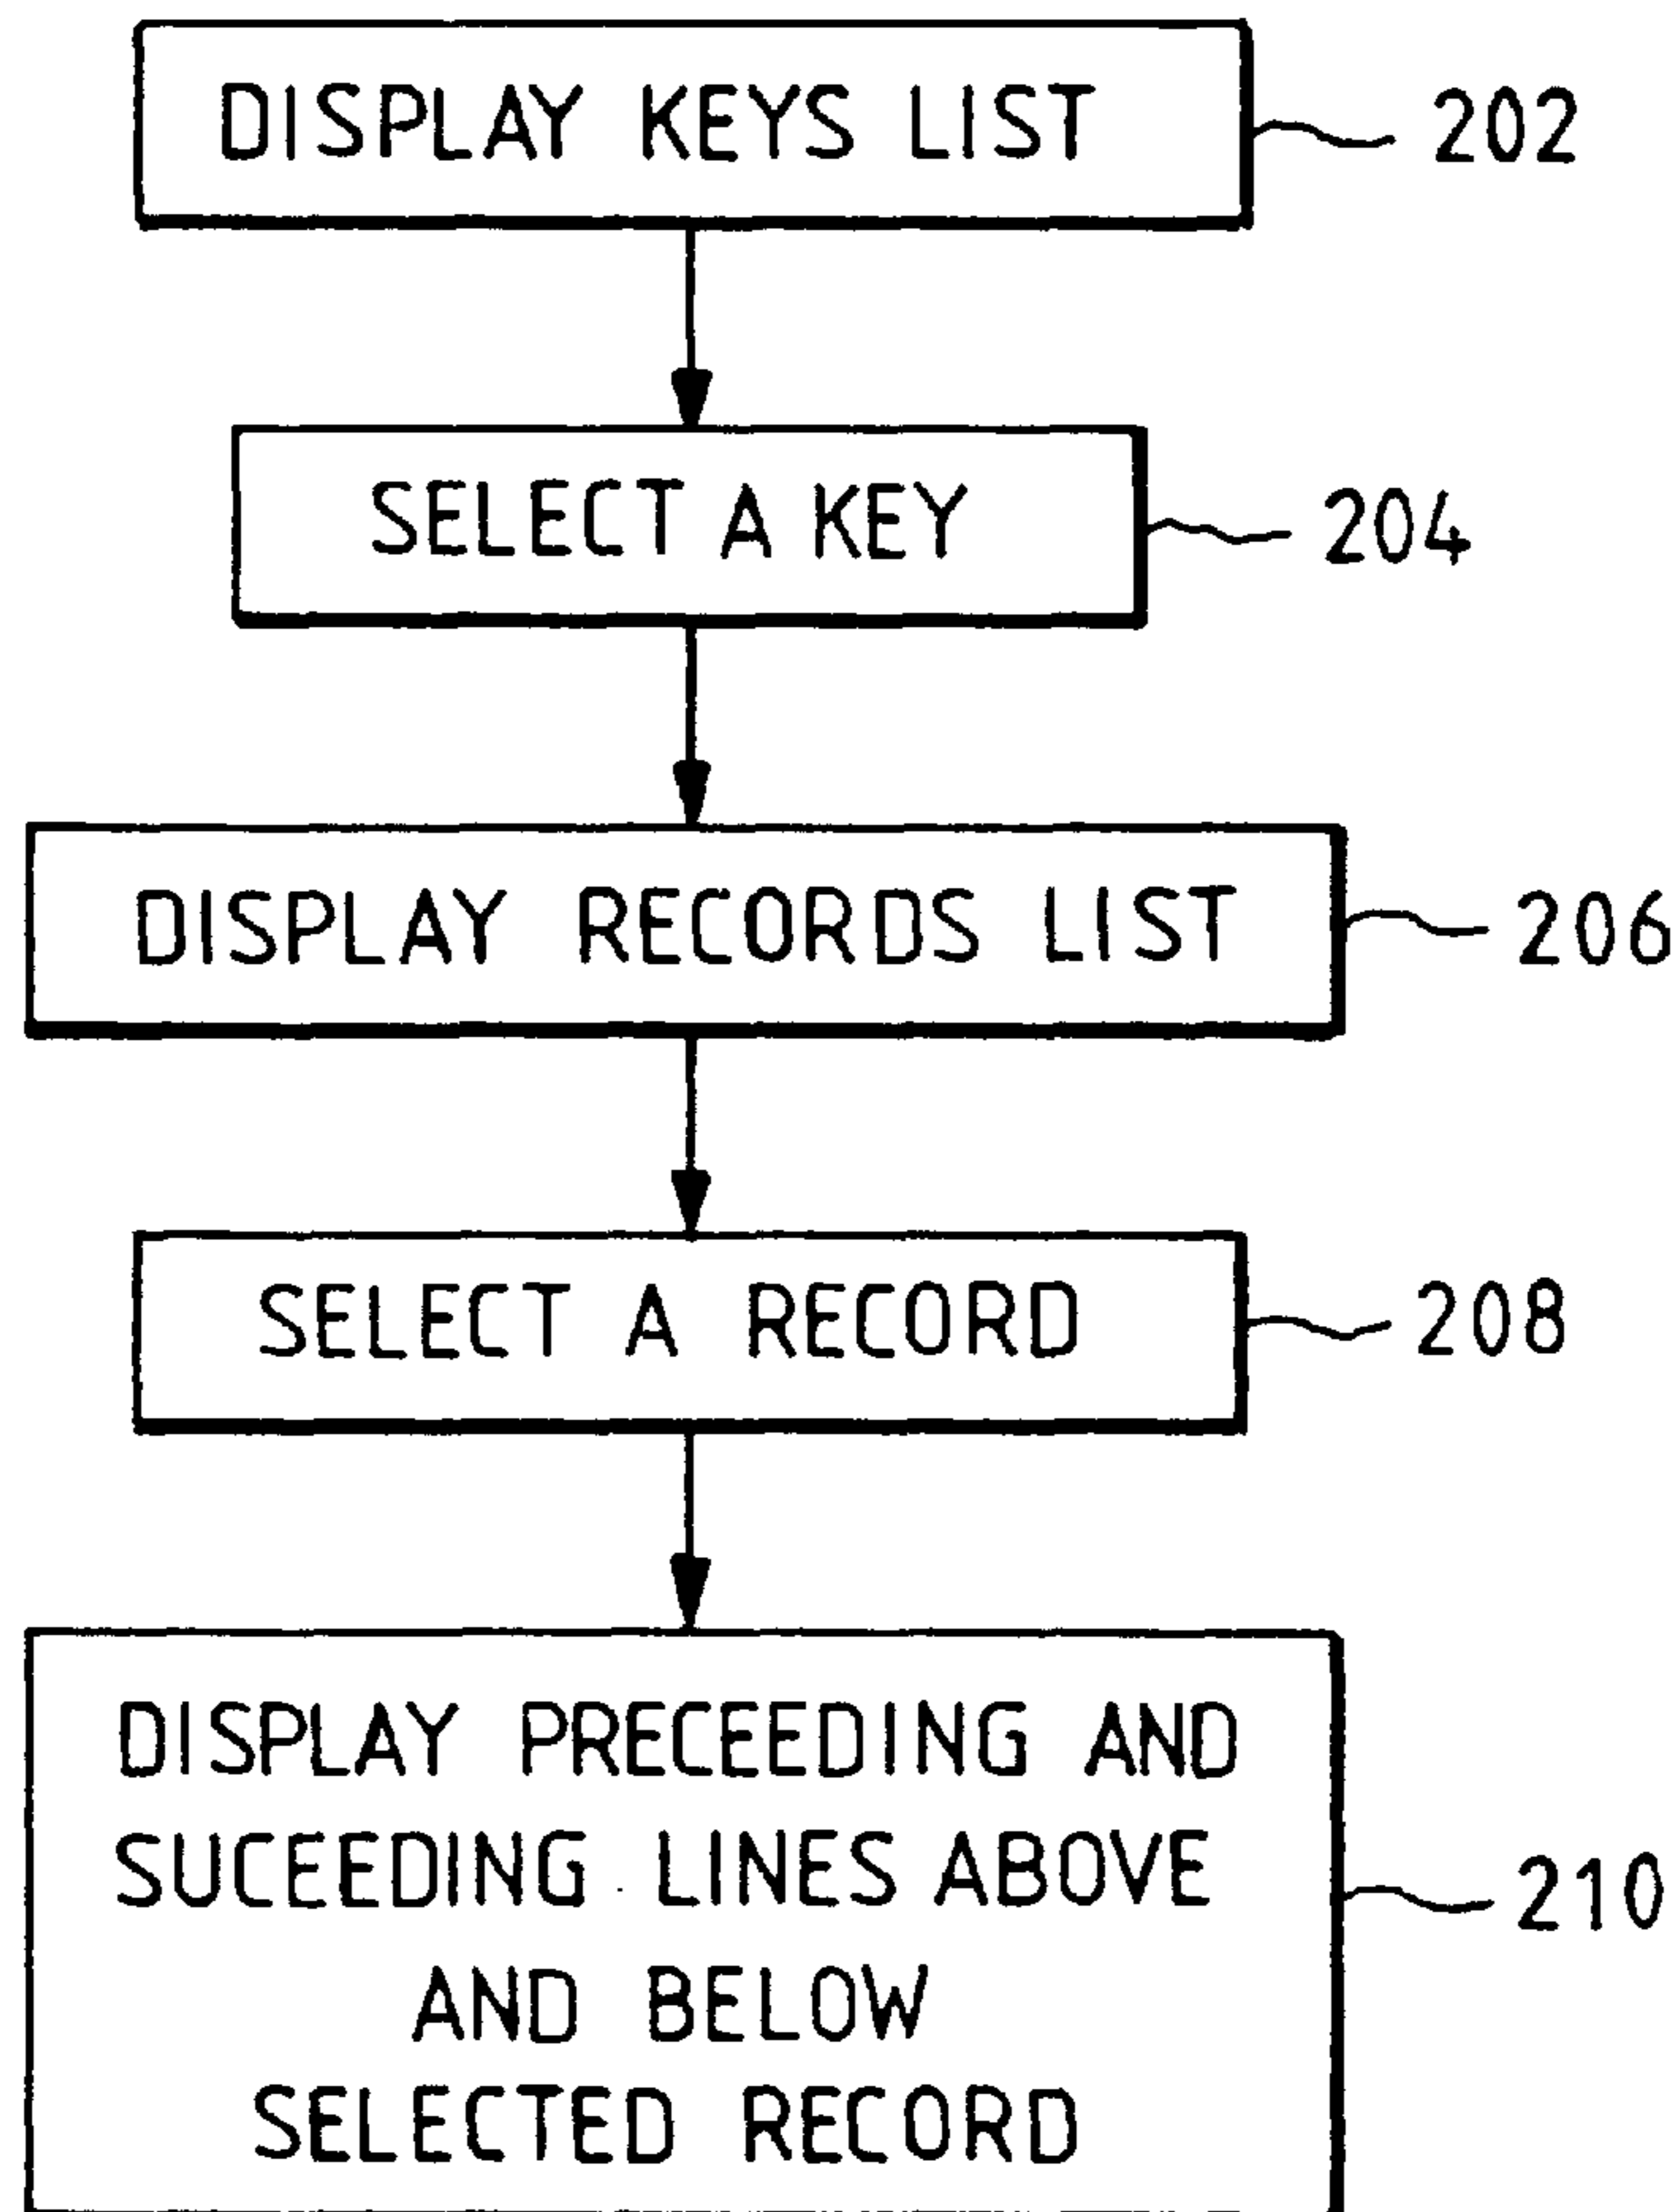 DISPLAY KEYS LIST
202
SELECT A KEY
204
DISPLAY RECORDS LIST
206
SELECT A RECORD
208
DISPLAY PRECEEDING AND
SUCEEDING LINES ABOVE
210
AND BELOW
SELECTED RECORD